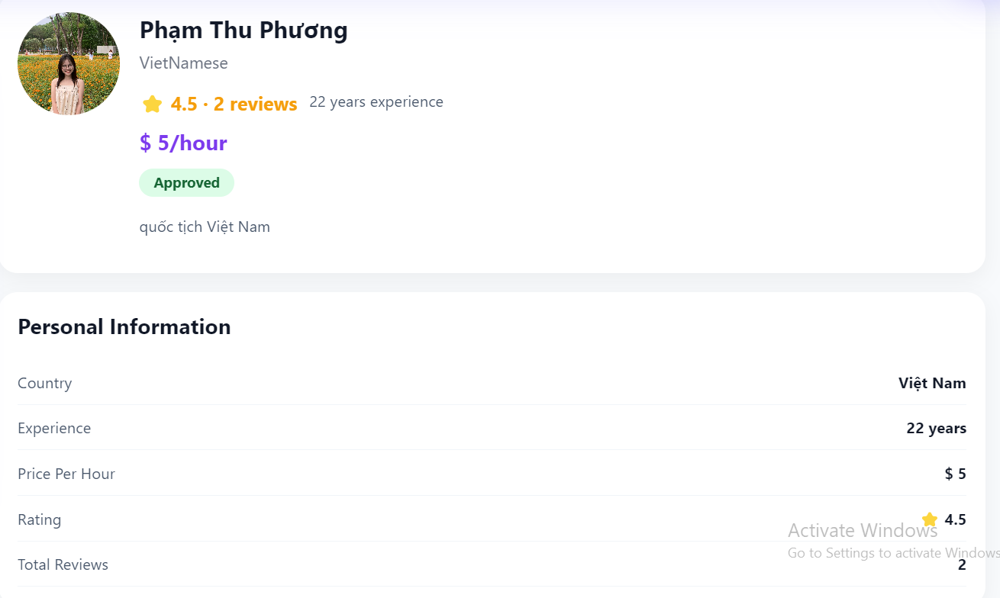 Phạm Thu Phương
VietNamese
4.5 · 2 reviews 22 years experience
$ 5/hour
Approved
quốc tịch Việt Nam
Personal Information
Country Việt Nam
Experience 22 years
Price Per Hour $ 5
Rating 4.5
Activate Windows
Go to Settings to activate Windows
Total Reviews 2